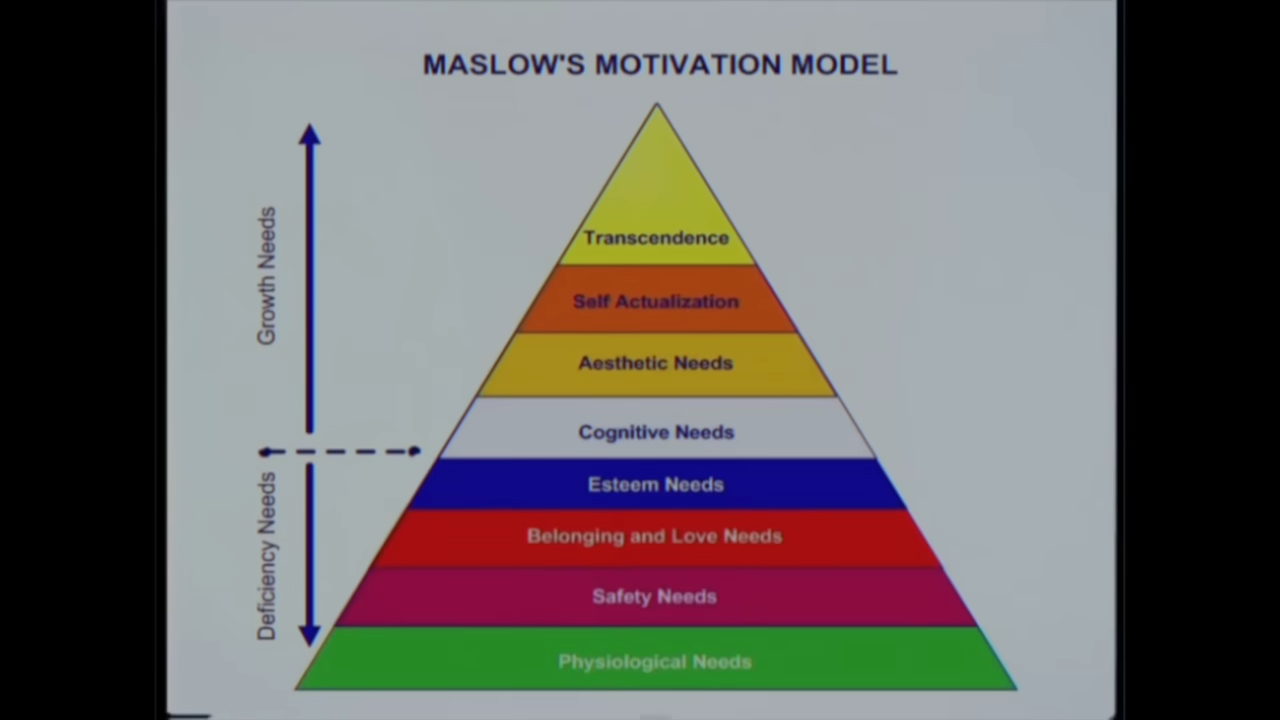 MASLOW'S MOTIVATION MODEL
Growth Needs
Deficiency Needs
Transcendence
Self Actualization
Aesthetic Needs
Cognitive Needs
Esteem Needs
Belonging and Love Needs
Safety Needs
Physiological Needs